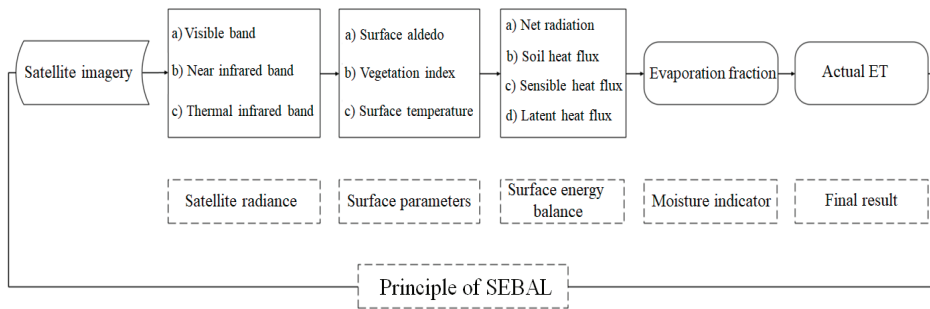 Satellite imagery
a) Visible band
b) Near infrared band
c) Thermal infrared band
a) Surface aldedo
b) Vegetation index
c) Surface temperature
a) Net radiation
b) Soil heat flux
c) Sensible heat flux
d) Latent heat flux
Evaporation fraction
Actual ET
Satellite radiance
Surface parameters
Surface energy
balance
Moisture indicator
Final result
Principle of SEBAL